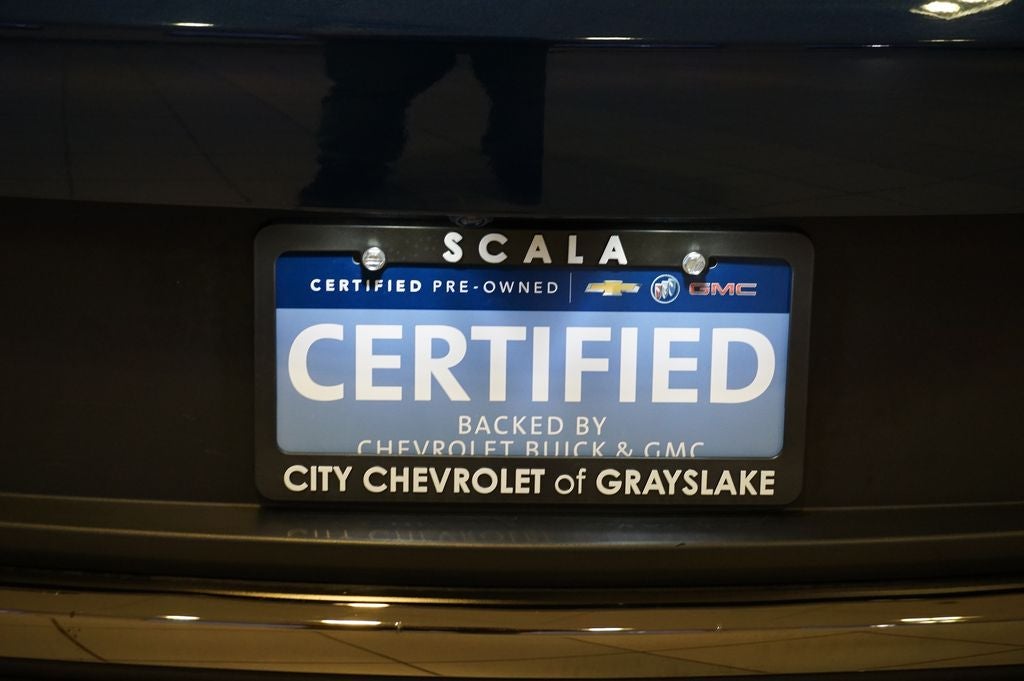 SCALA
CERTIFIED PRE-OWNED GMC
CERTIFIED
BACKED BY
CHEVROLET BUICK & GMC
CITY CHEVROLET of GRAYSLAKE